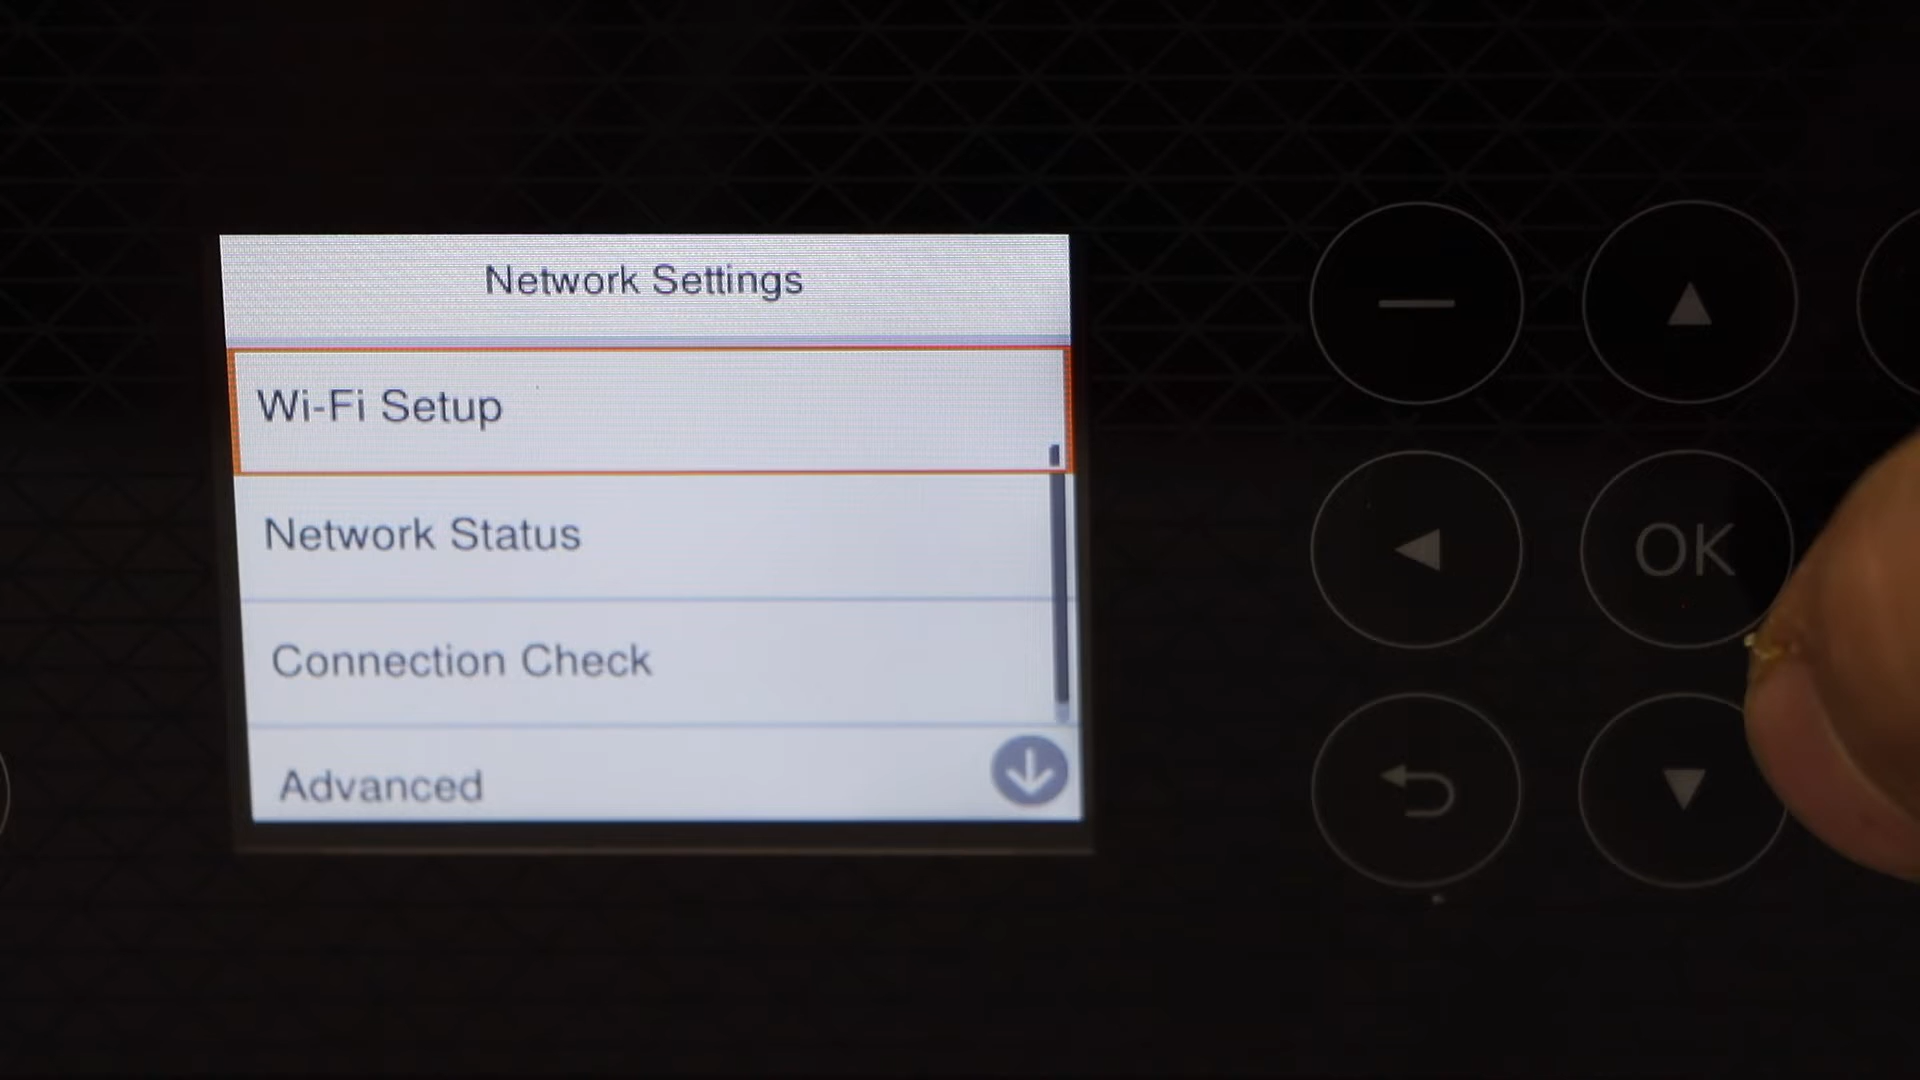 Network Settings
Wi-Fi Setup
Network Status
Connection Check
Advanced
OK